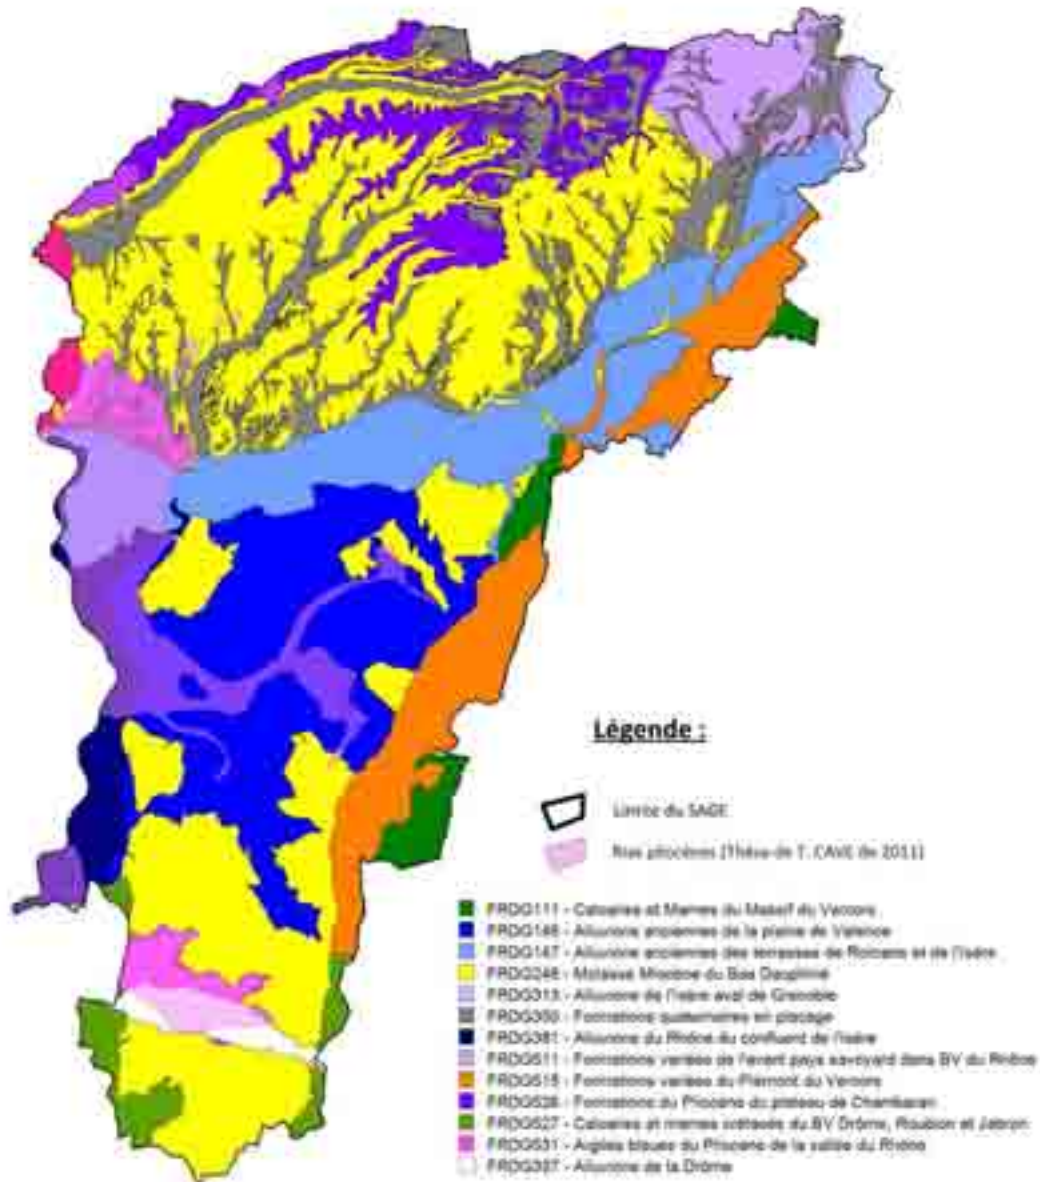 Légende :
Limite du SAGE
Rias pliocènes (Thèse de T. CAVE de 2011)
FRDG111 - Calcaires et Marnes du Massif du Vercors
FRDG146 - Alluvions anciennes de la plaine de Valence
FRDG147 - Alluvions anciennes des terrasses de Romans et de l'Isère
FRDG248 - Molasse Miocène du Bas Dauphiné
FRDG313 - Alluvions de l'Isère aval de Grenoble
FRDG350 - Formations quaternaires en placage
FRDG381 - Alluvions du Rhône du confluent de l'Isère
FRDG511 - Formations variées de l'avant pays savoyard dans BV du Rhône
FRDG515 - Formations variées du Piémont du Vercors
FRDG526 - Formations du Pliocène du plateau de Chambaran
FRDG527 - Calcaires et marnes crétacés du BV Drôme, Roubion et Jabron
FRDG531 - Argiles bleues du Pliocène de la vallée du Rhône
FRDG337 - Alluvions de la Drôme